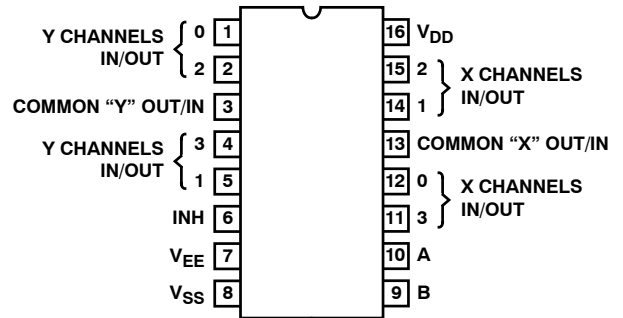 Y CHANNELS
IN/OUT
0 1
2 2
COMMON “Y” OUT/IN 3
Y CHANNELS
IN/OUT
3 4
1 5
INH 6
VEE 7
VSS 8
16 VDD
15 2
14 1
X CHANNELS
IN/OUT
13 COMMON “X” OUT/IN
12 0
11 3
X CHANNELS
IN/OUT
10 A
9 B